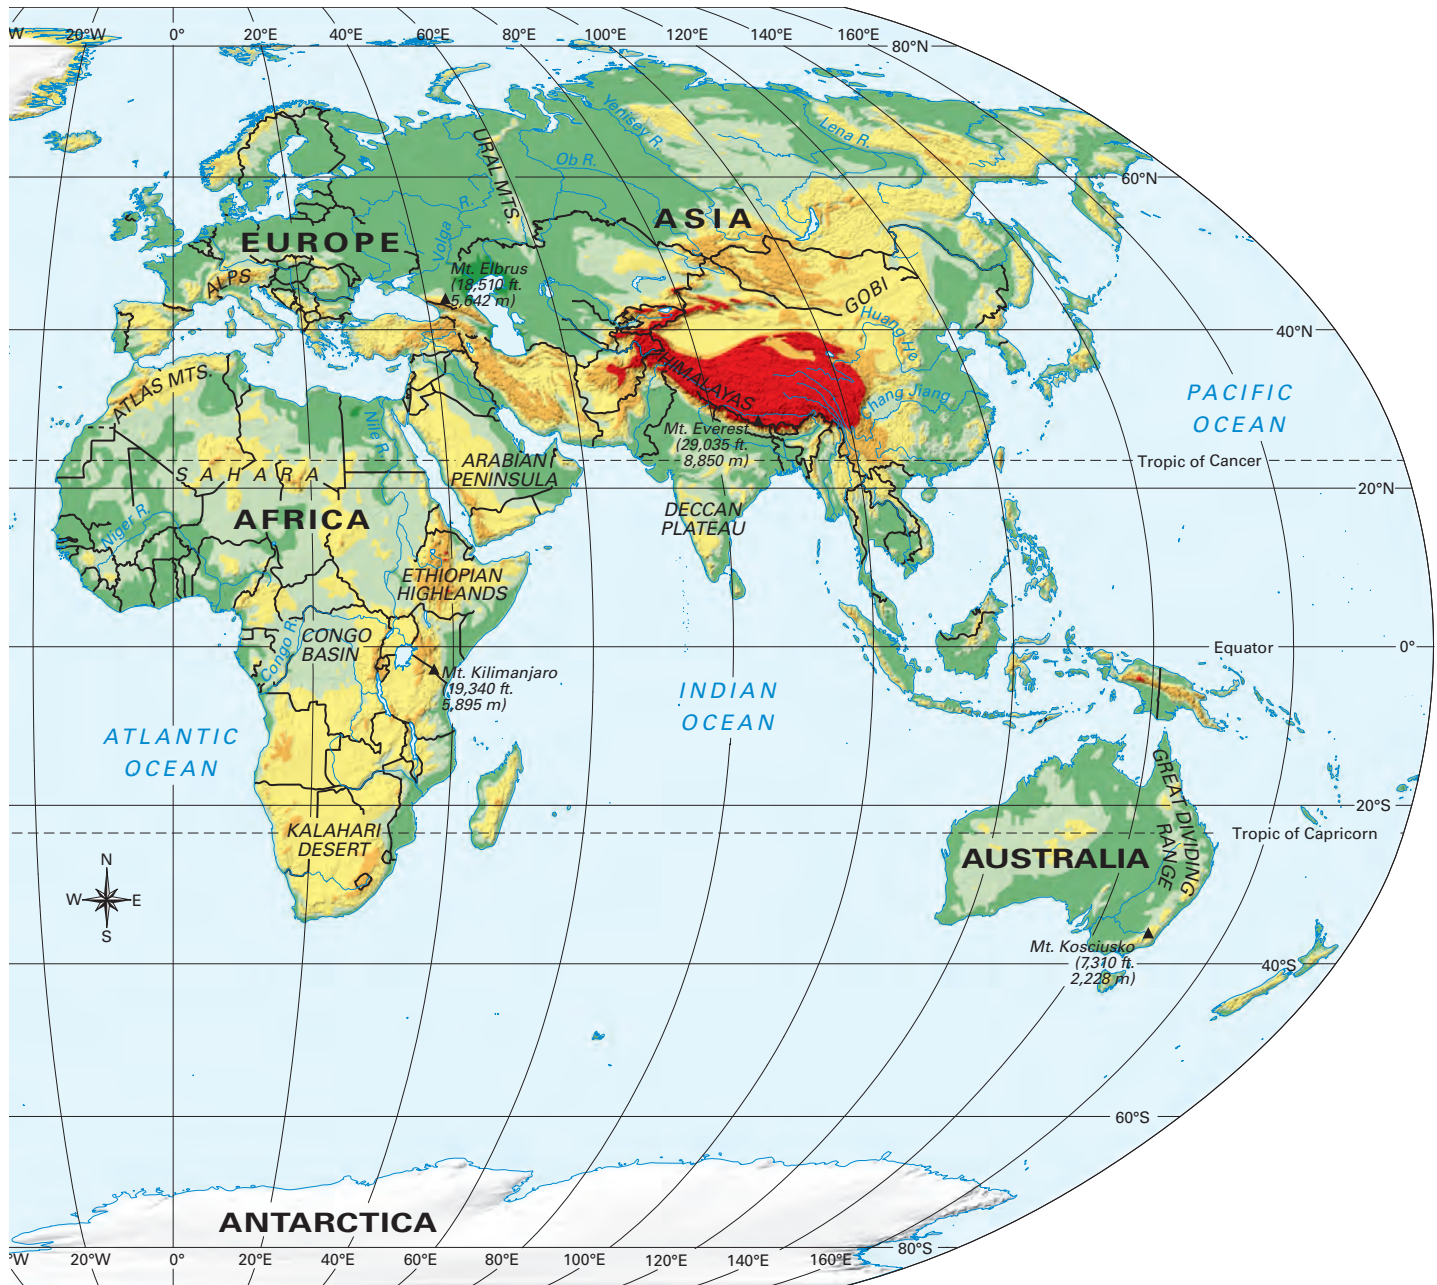 W
20°W
0°
20°E
40°E
60°E
80°E
100°E
120°E
140°E
160°E
80°N
Yenisey R.
Lena R.
URAL MTS.
Ob R.
60°N
R.
Volga
ASIA
EUROPE
Mt. Elbrus
(18,510 ft.
5,642 m)
ALPS
GOBI
Huang He
40°N
HIMALAYAS
ATLAS MTS.
Chang Jiang
PACIFIC
OCEAN
Nile R.
Mt. Everest
(29,035 ft.
8,850 m)
Tropic of Cancer
SAHARA
ARABIAN
PENINSULA
20°N
AFRICA
Niger R.
DECCAN
PLATEAU
ETHIOPIAN
HIGHLANDS
CONGO
BASIN
Congo R.
Equator
0°
Mt. Kilimanjaro
(19,340 ft.
5,895 m)
INDIAN
OCEAN
ATLANTIC
OCEAN
GREAT DIVIDING
RANGE
20°S
KALAHARI
DESERT
Tropic of Capricorn
AUSTRALIA
N
W
E
S
Mt. Kosciusko
(7,310 ft.
2,228 m)
40°S
60°S
ANTARCTICA
80°S
°W
20°W
0°
20°E
40°E
60°E
80°E
100°E
120°E
140°E
160°E